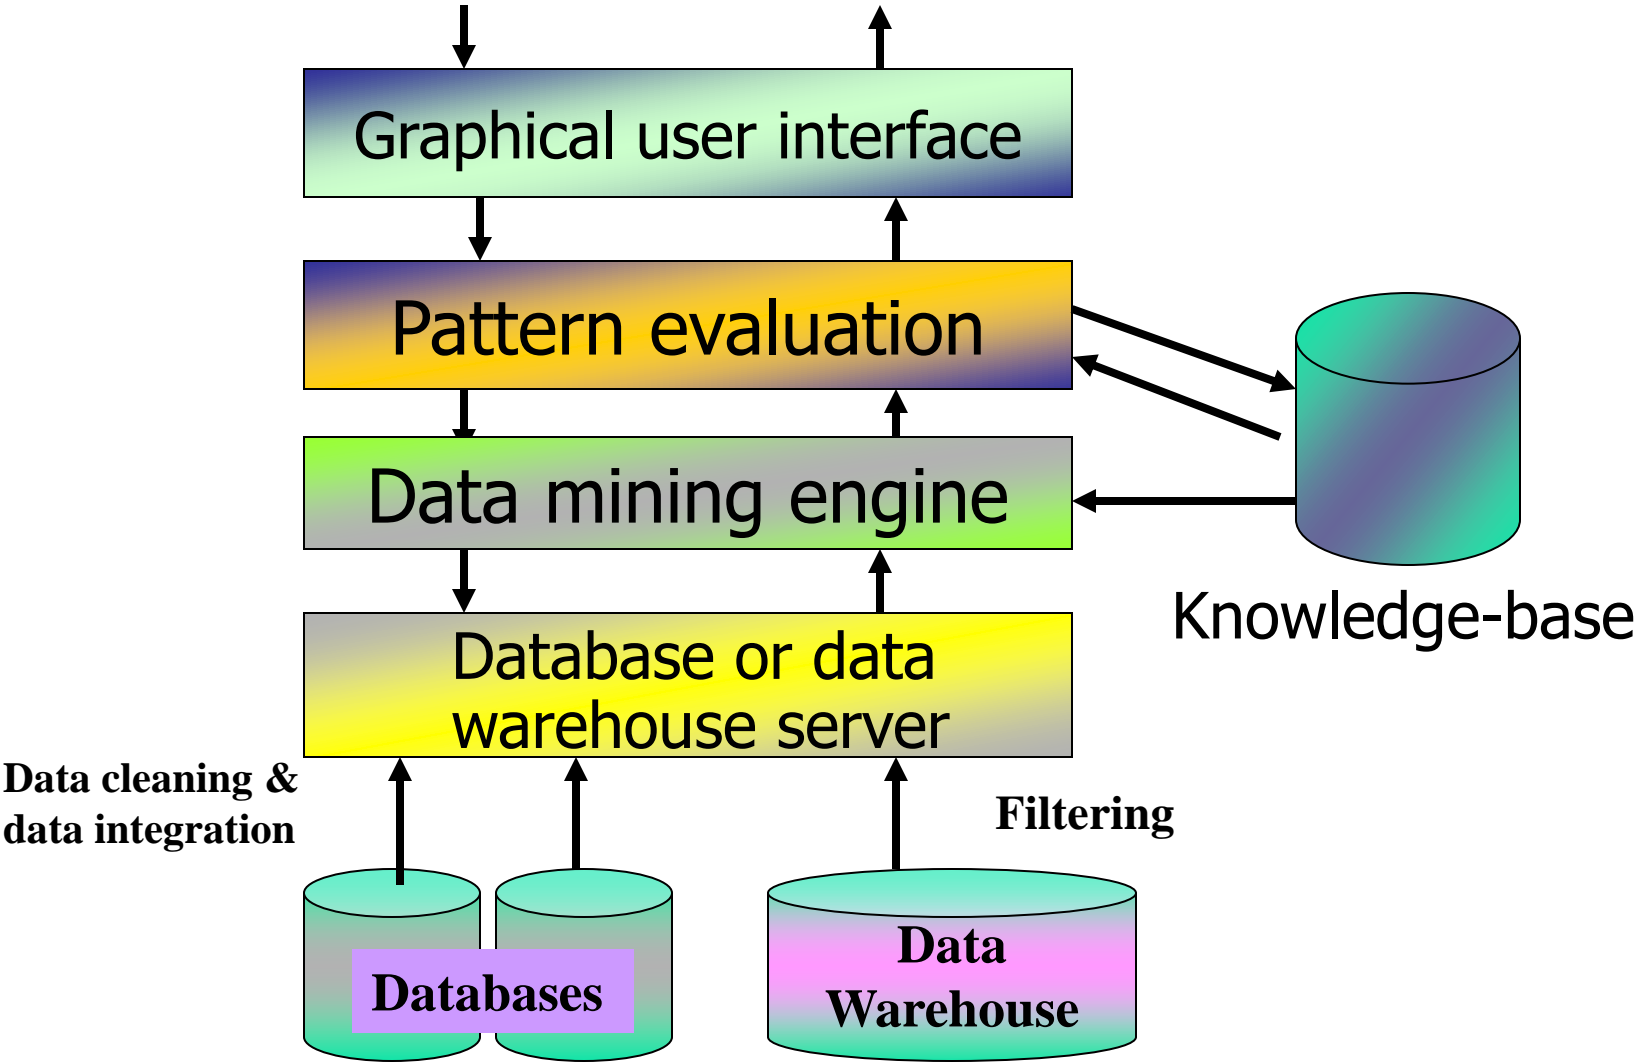 Graphical user interface
Pattern evaluation
Data mining engine
Knowledge-base
Database or data
warehouse server
Data cleaning &
data integration
Filtering
Databases
Data
Warehouse